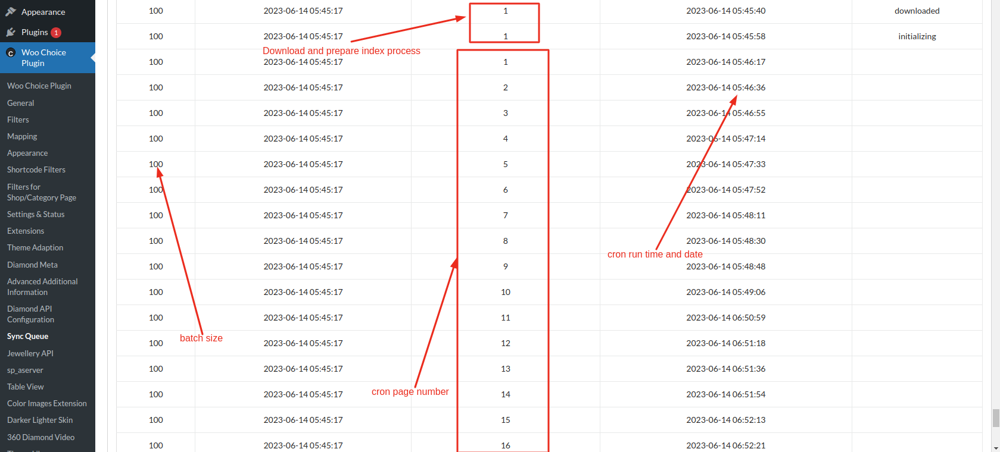 Appearance
Plugins 1
Woo Choice
Plugin
Woo Choice Plugin
General
Filters
Mapping
Appearance
Shortcode Filters
Filters for
Shop/Category Page
Settings & Status
Extensions
Theme Adaption
Diamond Meta
Advanced Additional
Information
Diamond API
Configuration
Sync Queue
Jewellery API
sp_aserver
Table View
Color Images Extension
Darker Lighter Skin
360 Diamond Video
100 2023-06-14 05:45:17 1 2023-06-14 05:45:40 downloaded
100 2023-06-14 05:45:17 1 2023-06-14 05:45:58 initializing
Download and prepare index process
100 2023-06-14 05:45:17 1 2023-06-14 05:46:17
100 2023-06-14 05:45:17 2 2023-06-14 05:46:36
100 2023-06-14 05:45:17 3 2023-06-14 05:46:55
100 2023-06-14 05:45:17 4 2023-06-14 05:47:14
100 2023-06-14 05:45:17 5 2023-06-14 05:47:33
100 2023-06-14 05:45:17 6 2023-06-14 05:47:52
100 2023-06-14 05:45:17 7 2023-06-14 05:48:11
100 2023-06-14 05:45:17 8 2023-06-14 05:48:30
cron run time and date
100 2023-06-14 05:45:17 9 2023-06-14 05:48:48
100 2023-06-14 05:45:17 10 2023-06-14 05:49:06
100 2023-06-14 05:45:17 11 2023-06-14 06:50:59
batch size
100 2023-06-14 05:45:17 12 2023-06-14 06:51:18
100 2023-06-14 05:45:17 13 2023-06-14 06:51:36
cron page number
100 2023-06-14 05:45:17 14 2023-06-14 06:51:54
100 2023-06-14 05:45:17 15 2023-06-14 06:52:13
100 2023-06-14 05:45:17 16 2023-06-14 06:52:21